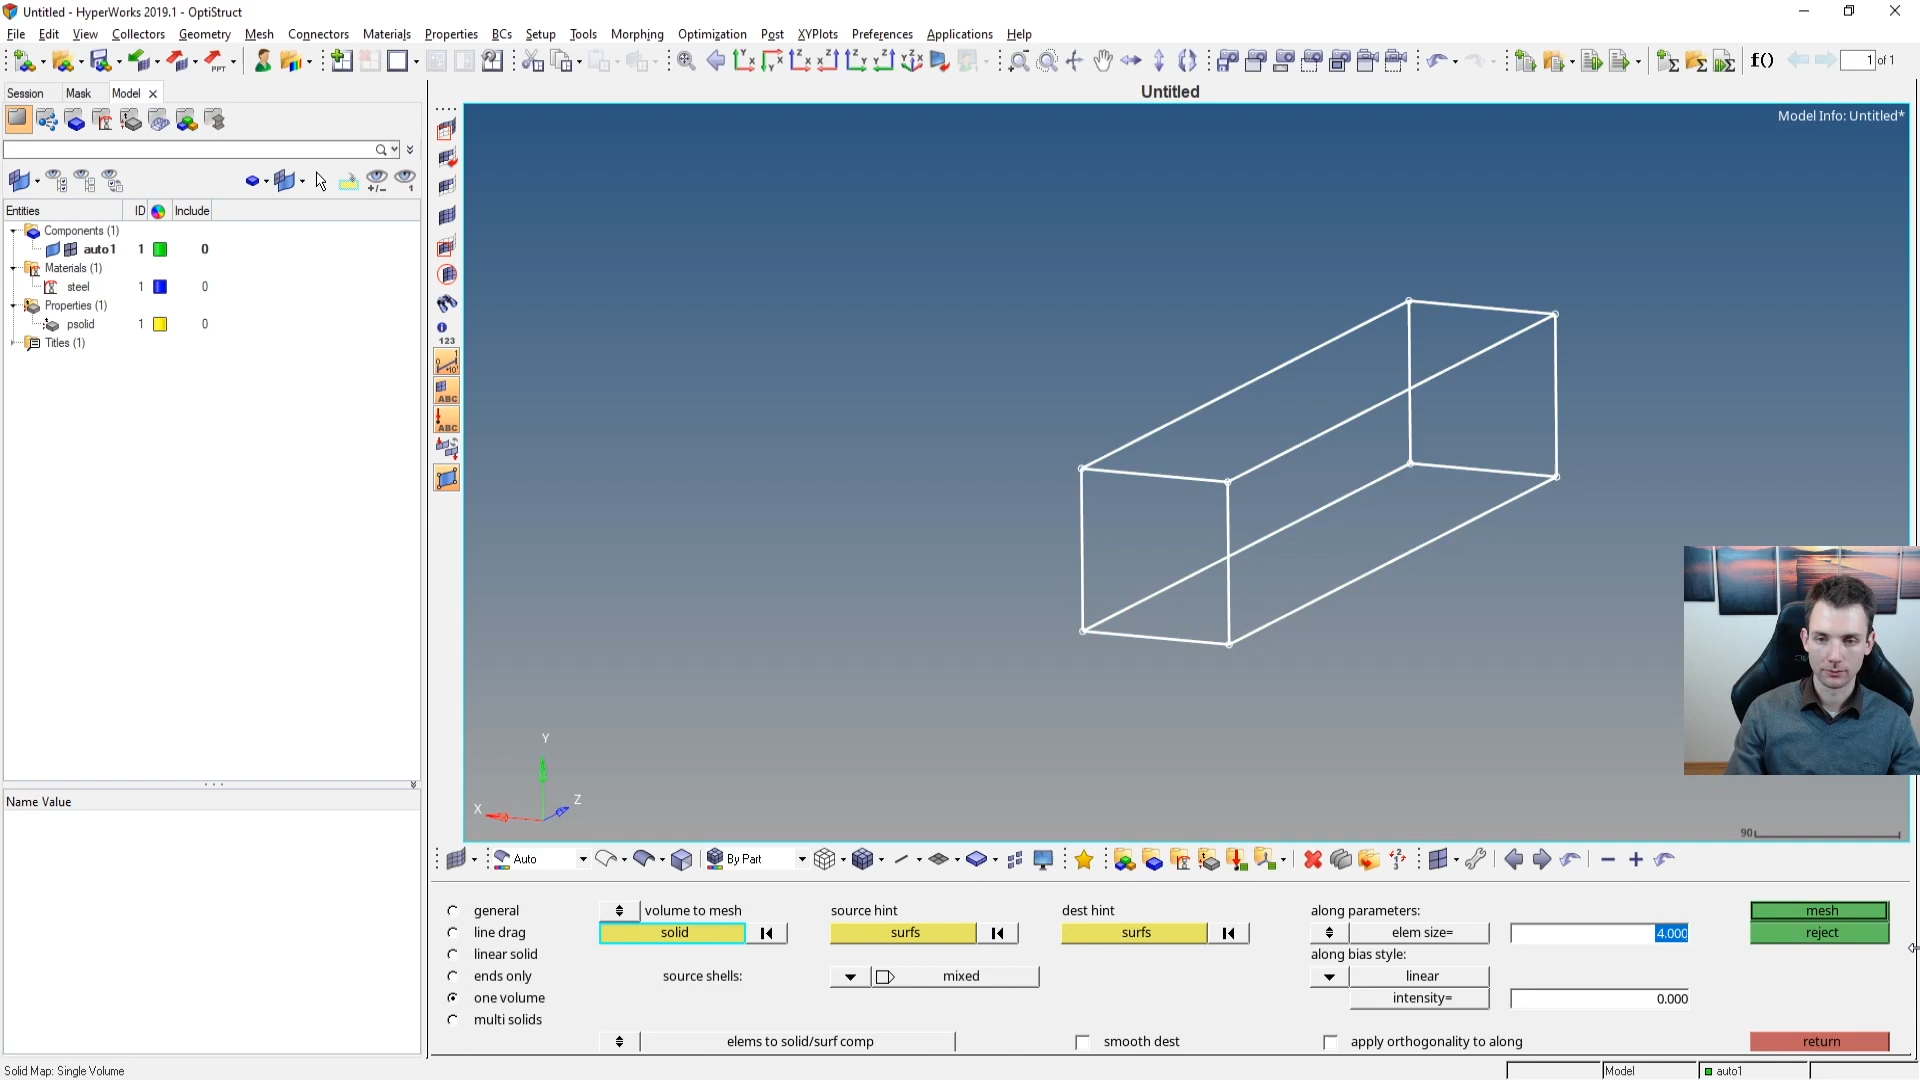 Untitled - HyperWorks 2019.1 - OptiStruct
File Edit View Collectors Geometry Mesh Connectors Materials Properties BCs Setup Tools Morphing Optimization Post XYPlots Preferences Applications Help
f() 1 of 1
Session Mask Model
Untitled
Model Info: Untitled*
Entities ID Include
Components (1)
auto1 1 0
Materials (1)
steel 1 0
Properties (1)
psolid 1 0
Titles (1)
123
ABC
ABC
Name Value
Y
X
Z
90
Auto
By Part
general
line drag
linear solid
ends only
one volume
multi solids
volume to mesh
solid
source hint
surfs
dest hint
surfs
source shells:
mixed
along parameters:
elem size=
4.000
along bias style:
linear
intensity=
0.000
elems to solid/surf comp
smooth dest
apply orthogonality to along
mesh
reject
return
Solid Map: Single Volume
Model
auto1